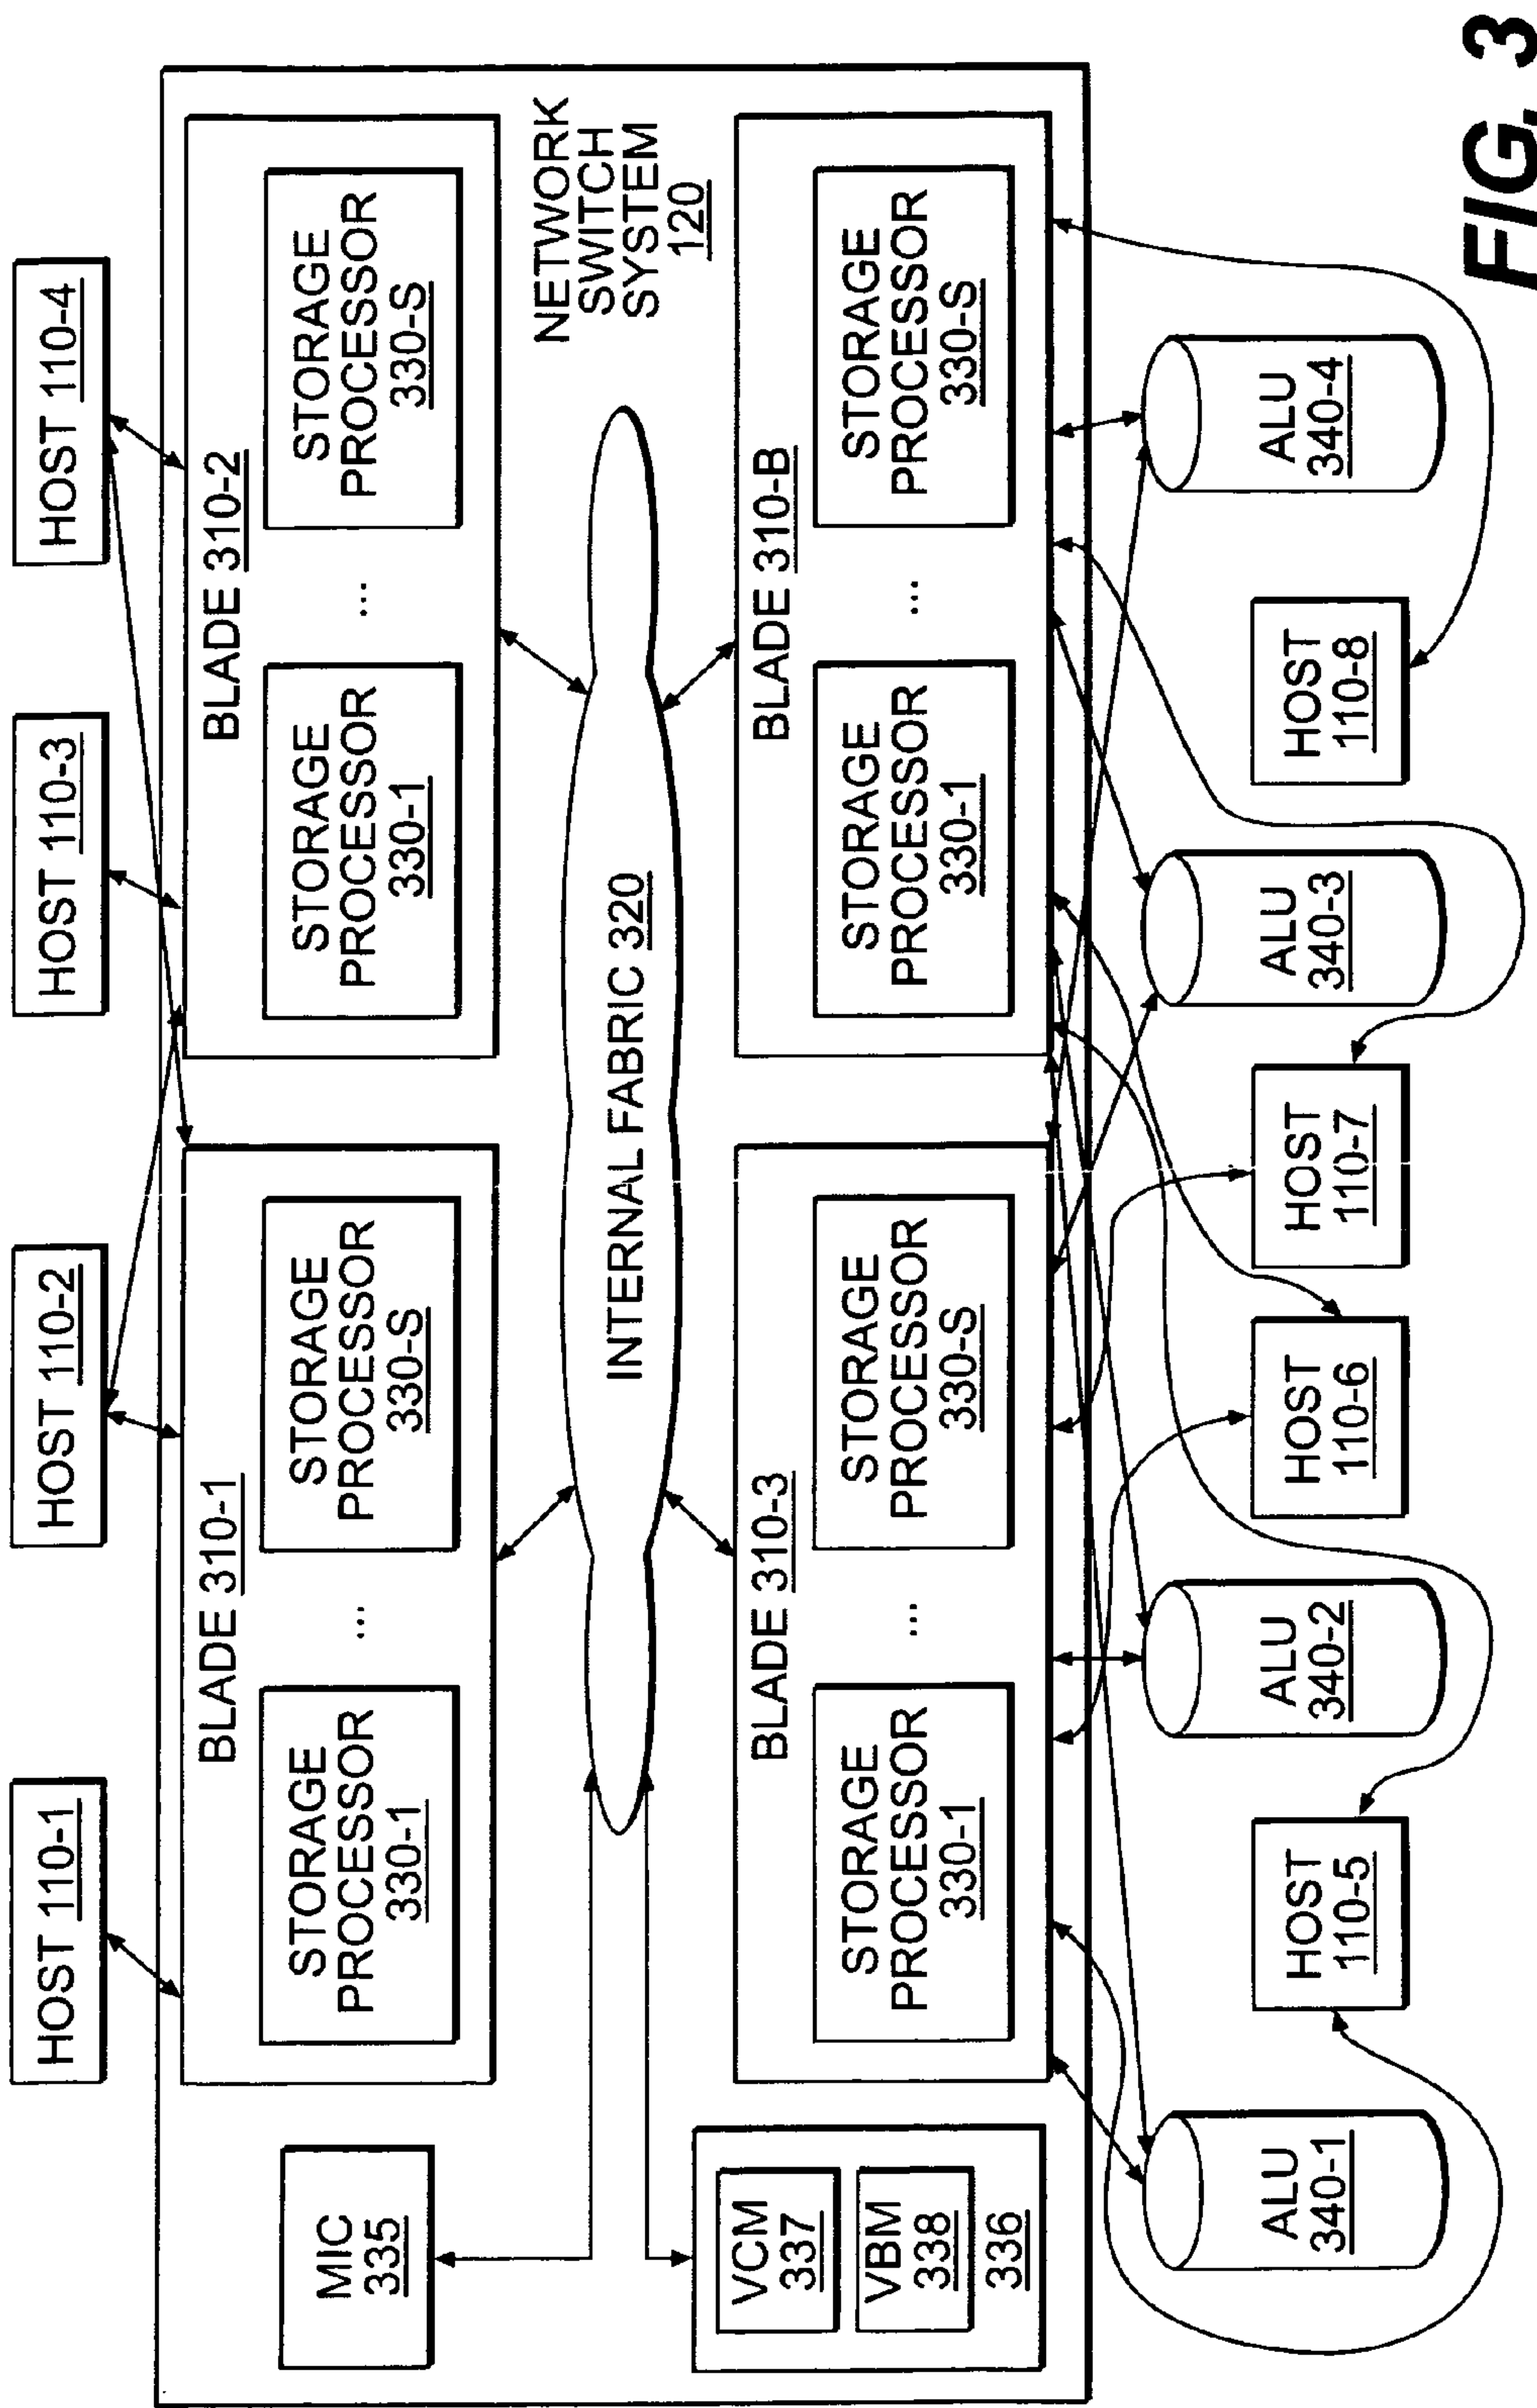 HOST 110-1
HOST 110-2
HOST 110-3
HOST 110-4
MIC
335
BLADE 310-1
STORAGE
PROCESSOR
330-1
...
STORAGE
PROCESSOR
330-S
BLADE 310-2
STORAGE
PROCESSOR
330-1
...
STORAGE
PROCESSOR
330-S
INTERNAL FABRIC 320
NETWORK
SWITCH
SYSTEM
120
VCM
337
VBM
338
336
BLADE 310-3
STORAGE
PROCESSOR
330-1
...
STORAGE
PROCESSOR
330-S
BLADE 310-B
STORAGE
PROCESSOR
330-1
...
STORAGE
PROCESSOR
330-S
ALU
340-1
HOST
110-5
ALU
340-2
HOST
110-6
HOST
110-7
ALU
340-3
HOST
110-8
ALU
340-4
FIG. 3